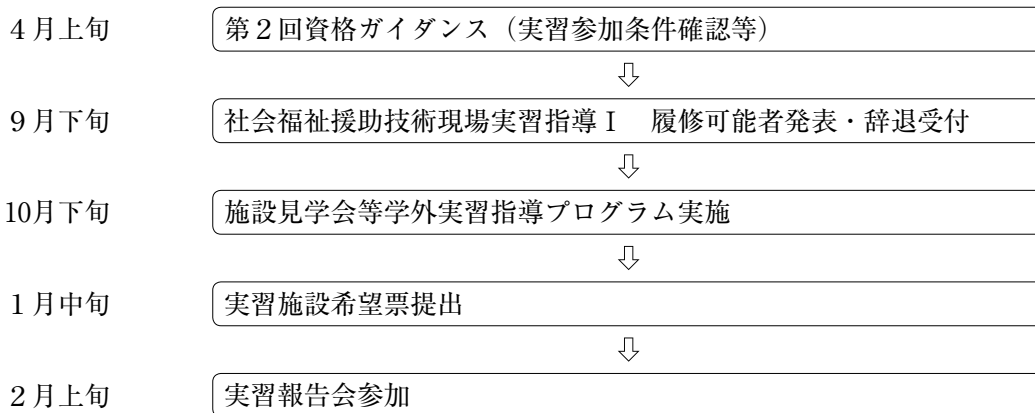 ４月上旬　第２回資格ガイダンス（実習参加条件確認等）
⇩
９月下旬　社会福祉援助技術現場実習指導Ⅰ　履修可能者発表・辞退受付
⇩
10月下旬　施設見学会等学外実習指導プログラム実施
⇩
１月中旬　実習施設希望票提出
⇩
２月上旬　実習報告会参加